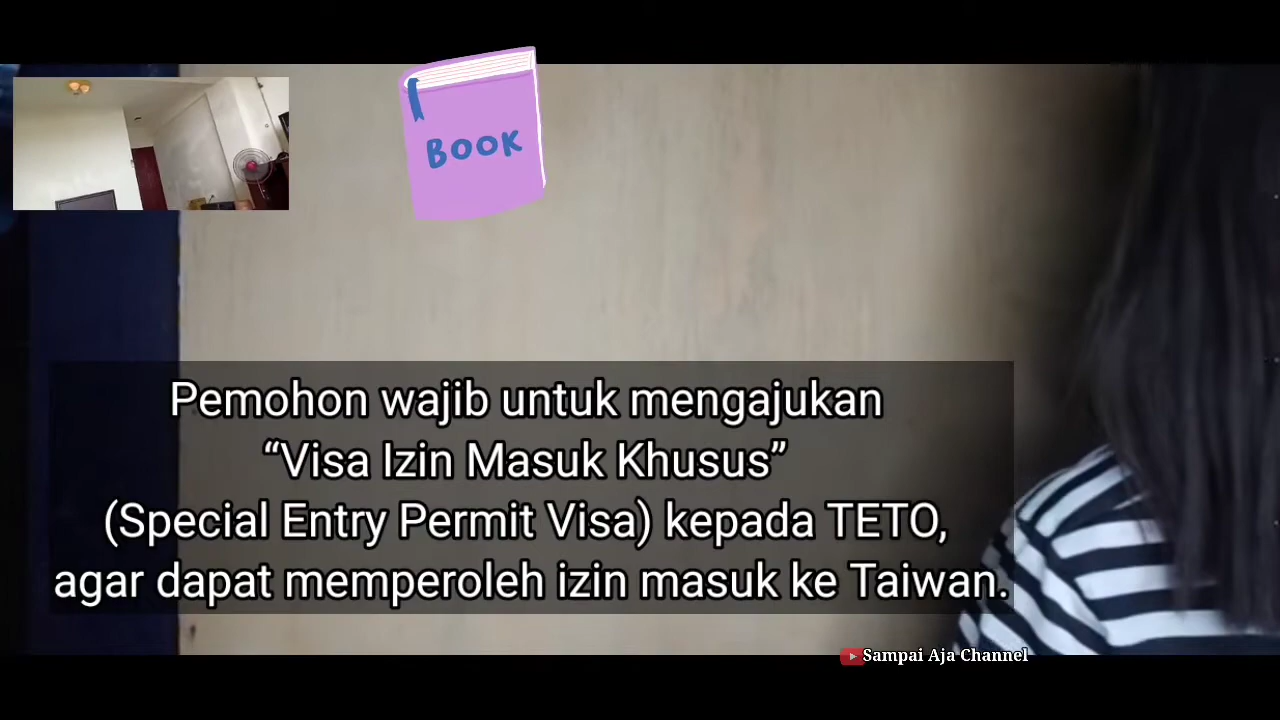 BOOK
Pemohon wajib untuk mengajukan
“Visa Izin Masuk Khusus”
(Special Entry Permit Visa) kepada TETO,
agar dapat memperoleh izin masuk ke Taiwan.
Sampai Aja Channel